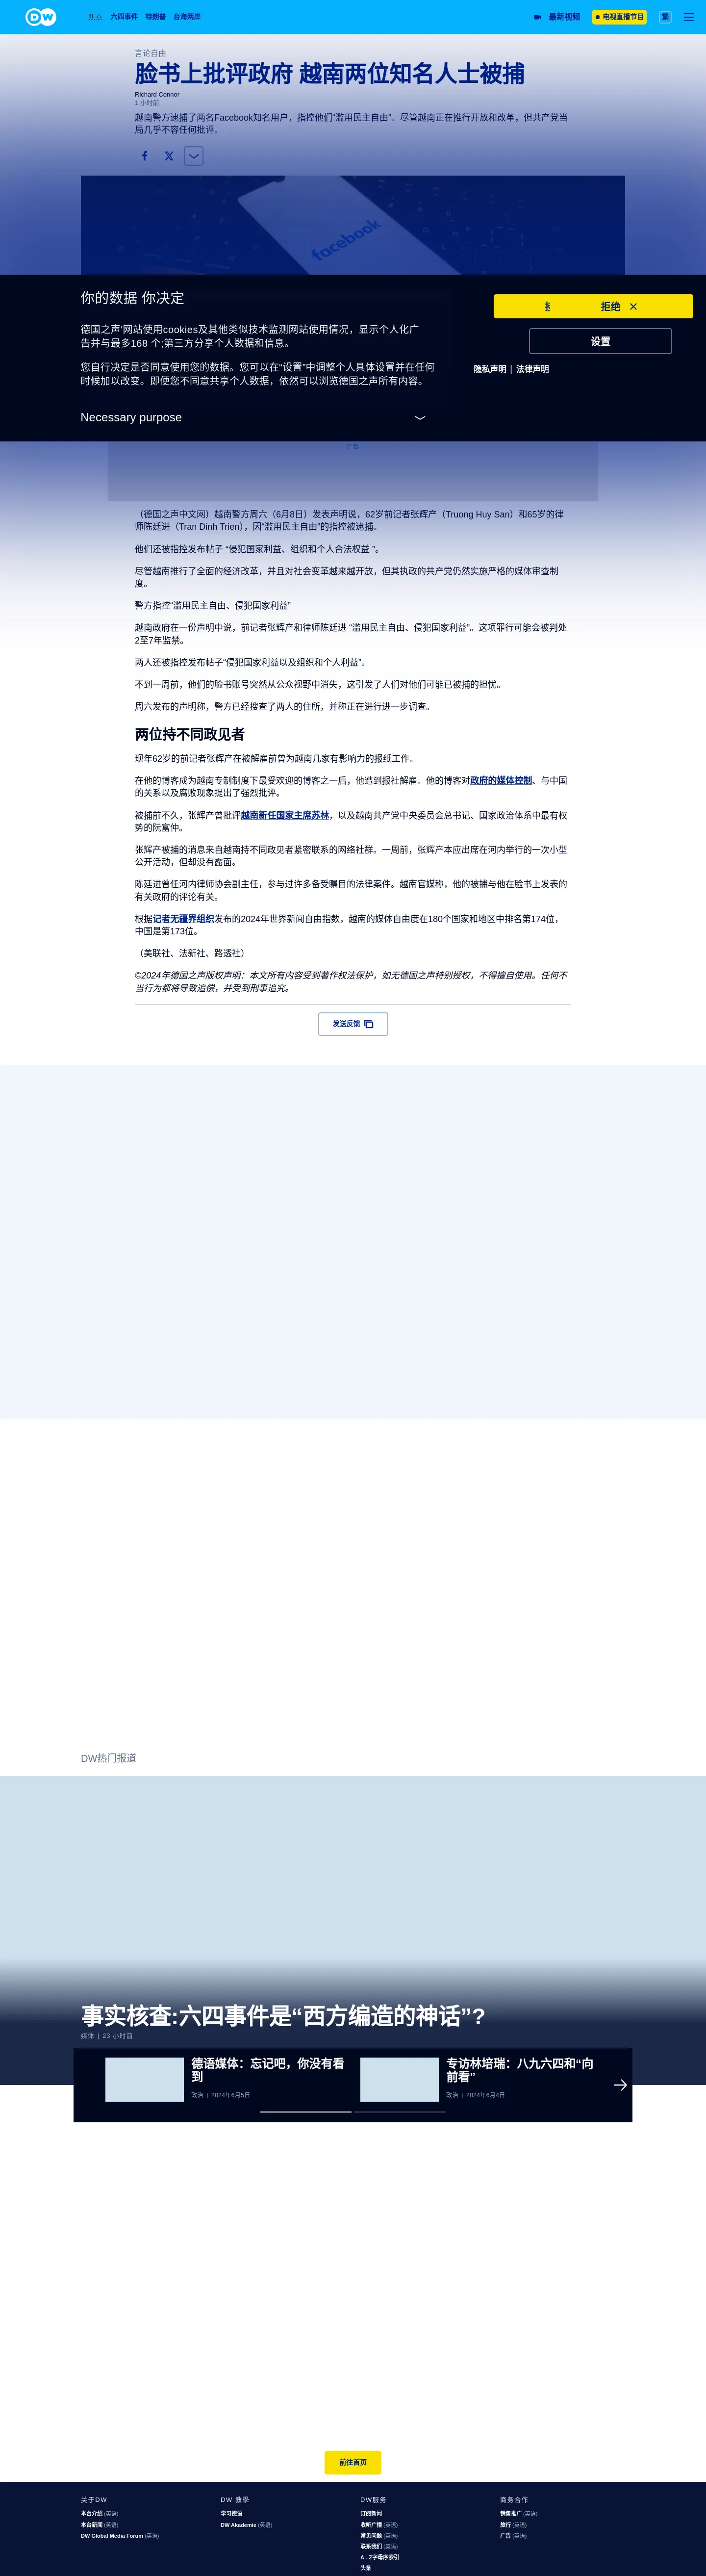 DW
焦点 六四事件 特朗普 台海两岸
最新视频
电视直播节目
繁
言论自由
脸书上批评政府 越南两位知名人士被捕
Richard Connor
1 小时前
越南警方逮捕了两名Facebook知名用户，指控他们“滥用民主自由”。尽管越南正在推行开放和改革，但共产党当
局几乎不容任何批评。
facebook
你的数据 你决定
德国之声'网站使用cookies及其他类似技术监测网站使用情况，显示个人化广
告并与最多168 个;第三方分享个人数据和信息。
您自行决定是否同意使用您的数据。您可以在“设置”中调整个人具体设置并在任何
时候加以改变。即便您不同意共享个人数据，依然可以浏览德国之声所有内容。
Necessary purpose
拒绝
设置
隐私声明 | 法律声明
广告
（德国之声中文网）越南警方周六（6月8日）发表声明说，62岁前记者张辉产（Truong Huy San）和65岁的律
师陈廷进（Tran Dinh Trien），因“滥用民主自由”的指控被逮捕。
他们还被指控发布帖子 “侵犯国家利益、组织和个人合法权益 ”。
尽管越南推行了全面的经济改革，并且对社会变革越来越开放，但其执政的共产党仍然实施严格的媒体审查制
度。
警方指控“滥用民主自由、侵犯国家利益”
越南政府在一份声明中说，前记者张辉产和律师陈廷进 “滥用民主自由、侵犯国家利益”。这项罪行可能会被判处
2至7年监禁。
两人还被指控发布帖子“侵犯国家利益以及组织和个人利益”。
不到一周前，他们的脸书账号突然从公众视野中消失，这引发了人们对他们可能已被捕的担忧。
周六发布的声明称，警方已经搜查了两人的住所，并称正在进行进一步调查。
两位持不同政见者
现年62岁的前记者张辉产在被解雇前曾为越南几家有影响力的报纸工作。
在他的博客成为越南专制制度下最受欢迎的博客之一后，他遭到报社解雇。他的博客对政府的媒体控制、与中国
的关系以及腐败现象提出了强烈批评。
被捕前不久，张辉产曾批评越南新任国家主席苏林，以及越南共产党中央委员会总书记、国家政治体系中最有权
势的阮富仲。
张辉产被捕的消息来自越南持不同政见者紧密联系的网络社群。一周前，张辉产本应出席在河内举行的一次小型
公开活动，但却没有露面。
陈廷进曾任河内律师协会副主任，参与过许多备受瞩目的法律案件。越南官媒称，他的被捕与他在脸书上发表的
有关政府的评论有关。
根据记者无疆界组织发布的2024年世界新闻自由指数，越南的媒体自由度在180个国家和地区中排名第174位，
中国是第173位。
（美联社、法新社、路透社）
©2024年德国之声版权声明：本文所有内容受到著作权法保护，如无德国之声特别授权，不得擅自使用。任何不
当行为都将导致追偿，并受到刑事追究。
发送反馈
DW热门报道
事实核查:六四事件是“西方编造的神话”?
媒体 | 23 小时前
德语媒体：忘记吧，你没有看
到
政治 | 2024年6月5日
专访林培瑞：八九六四和“向
前看”
政治 | 2024年6月4日
前往首页
关于DW
本台介绍 (英语)
本台新闻 (英语)
DW Global Media Forum (英语)
DW 教學
学习德语
DW Akademie (英语)
DW服务
订阅新闻
收听广播 (英语)
常见问题 (英语)
联系我们 (英语)
A - Z字母序索引
头条
商务合作
销售推广 (英语)
旅行 (英语)
广告 (英语)